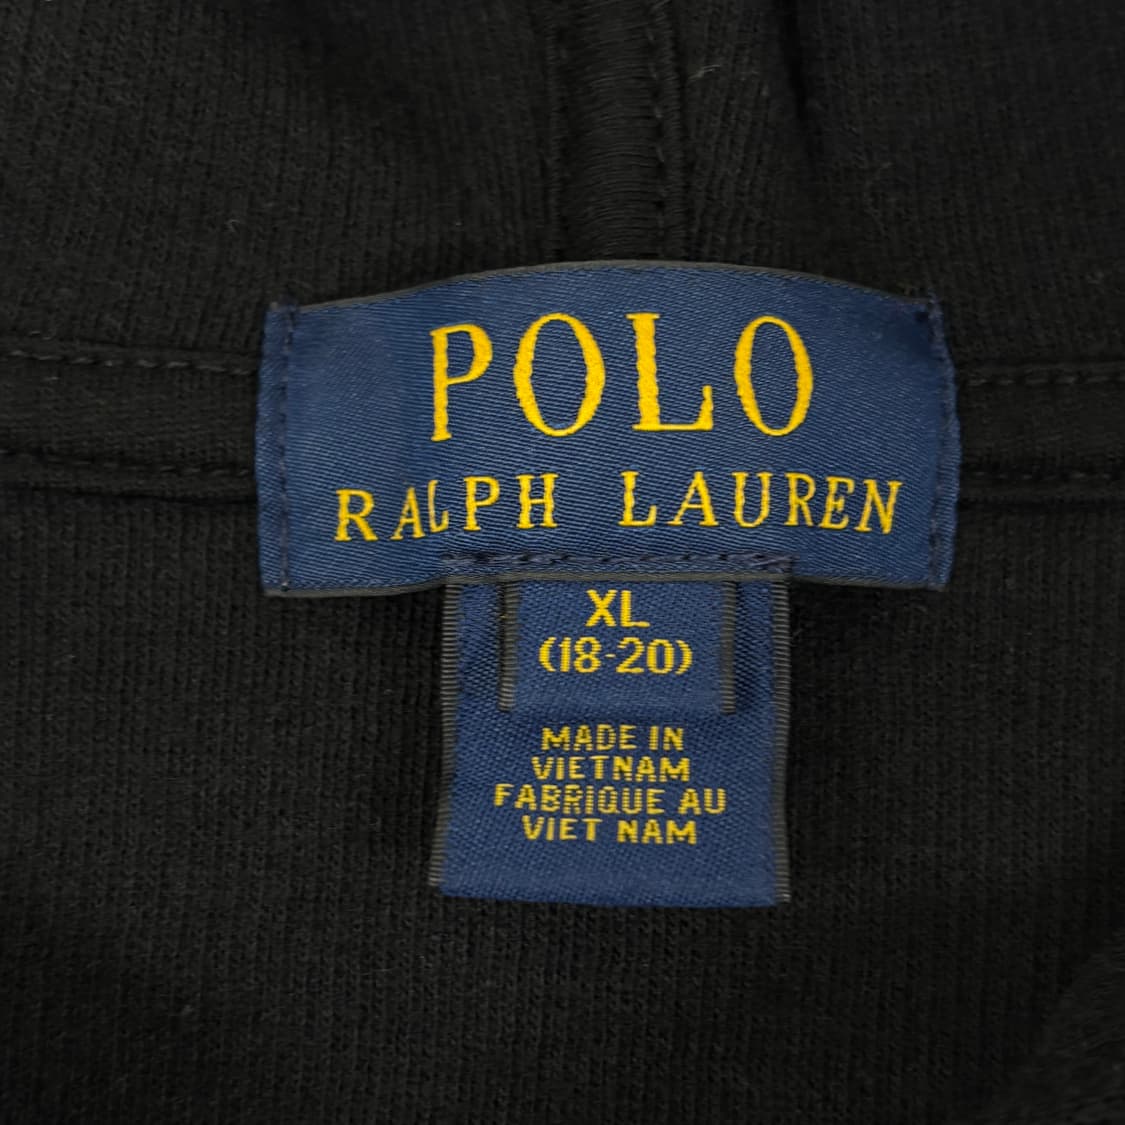 POLO
RALPH LAUREN
XL
(18-20)
MADE IN
VIETNAM
FABRIQUE AU
VIET NAM